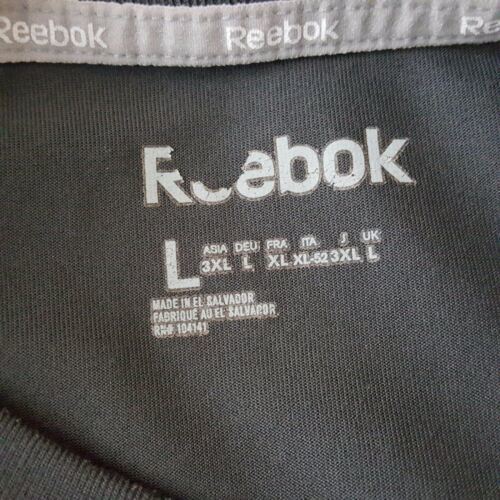 Reebok Reebok Re
Reebok
L ASIA DEU FRA ITA J UK
3XL L XL XL-52 3XL L
MADE IN EL SALVADOR
FABRIQUÉ AU EL SALVADOR
RN# 104141